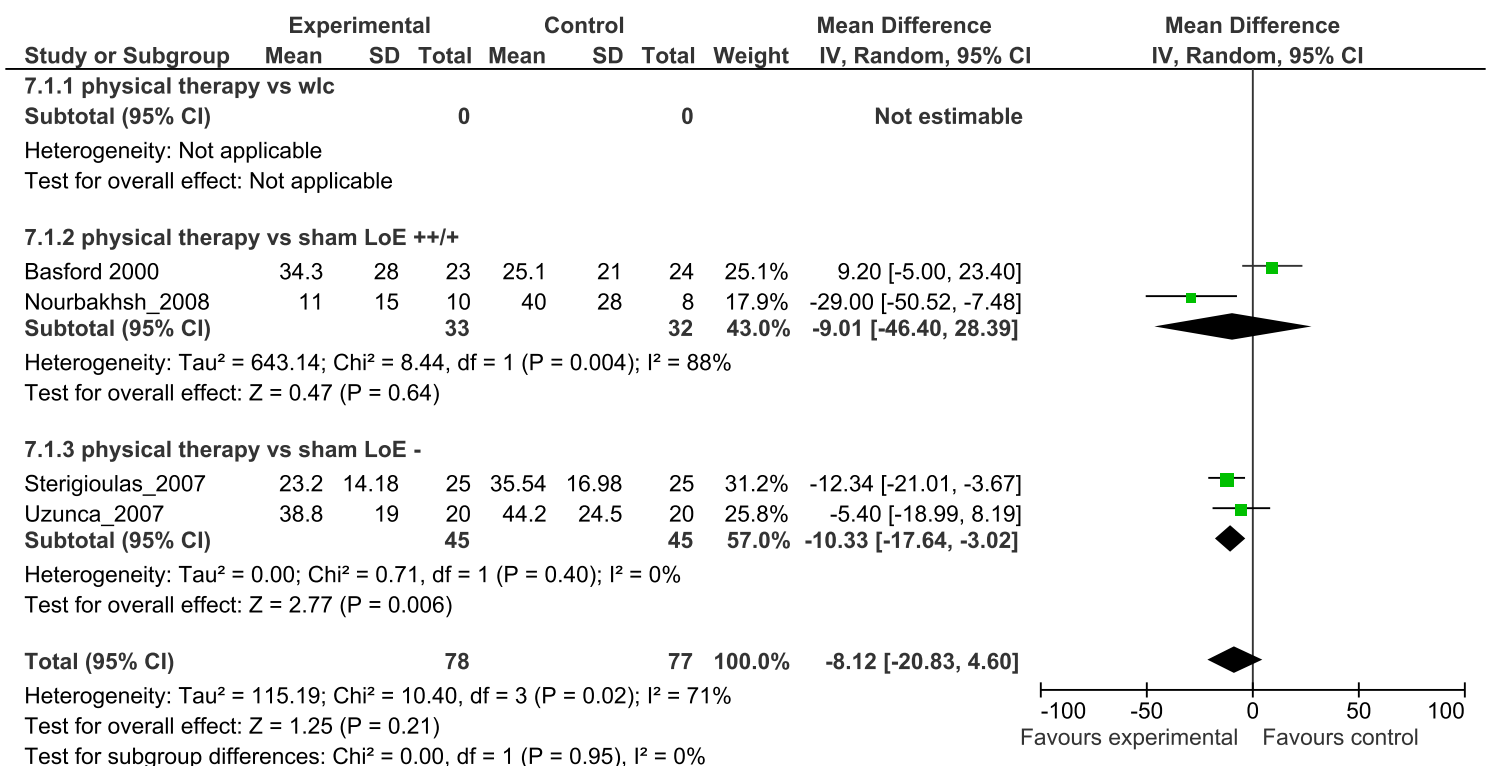 Experimental Control Mean Difference Mean Difference
Study or Subgroup Mean SD Total Mean SD Total Weight IV, Random, 95% CI IV, Random, 95% CI
7.1.1 physical therapy vs wlc
Subtotal (95% CI) 0 0 Not estimable
Heterogeneity: Not applicable
Test for overall effect: Not applicable
7.1.2 physical therapy vs sham LoE ++/+
Basford 2000 34.3 28 23 25.1 21 24 25.1% 9.20 [-5.00, 23.40]
Nourbakhsh_2008 11 15 10 40 28 8 17.9% -29.00 [-50.52, -7.48]
Subtotal (95% CI) 33 32 43.0% -9.01 [-46.40, 28.39]
Heterogeneity: Tau² = 643.14; Chi² = 8.44, df = 1 (P = 0.004); I² = 88%
Test for overall effect: Z = 0.47 (P = 0.64)
7.1.3 physical therapy vs sham LoE -
Sterigioulas_2007 23.2 14.18 25 35.54 16.98 25 31.2% -12.34 [-21.01, -3.67]
Uzunca_2007 38.8 19 20 44.2 24.5 20 25.8% -5.40 [-18.99, 8.19]
Subtotal (95% CI) 45 45 57.0% -10.33 [-17.64, -3.02]
Heterogeneity: Tau² = 0.00; Chi² = 0.71, df = 1 (P = 0.40); I² = 0%
Test for overall effect: Z = 2.77 (P = 0.006)
Total (95% CI) 78 77 100.0% -8.12 [-20.83, 4.60]
Heterogeneity: Tau² = 115.19; Chi² = 10.40, df = 3 (P = 0.02); I² = 71%
Test for overall effect: Z = 1.25 (P = 0.21)
Test for subgroup differences: Chi² = 0.00, df = 1 (P = 0.95), I² = 0%
-100 -50 0 50 100
Favours experimental Favours control